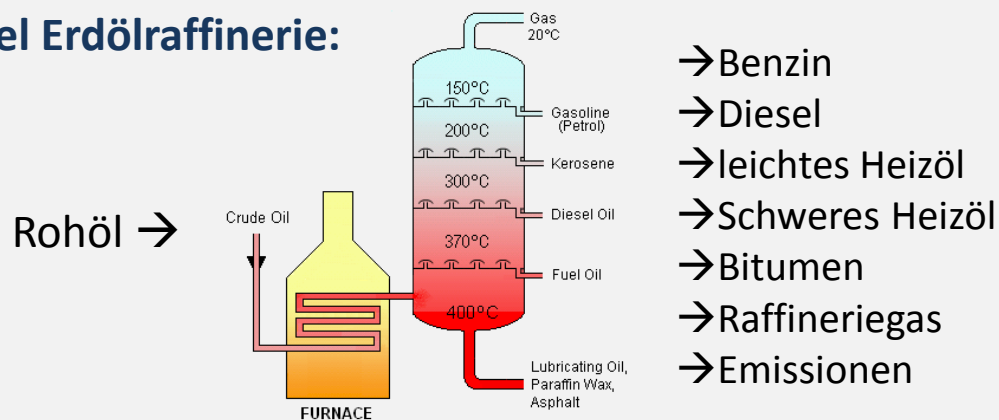 el Erdölraffinerie:
Rohöl →
Crude Oil
FURNACE
Gas
20°C
150°C
Gasoline
(Petrol)
200°C
Kerosene
300°C
Diesel Oil
370°C
Fuel Oil
400°C
Lubricating Oil,
Paraffin Wax,
Asphalt
→Benzin
→Diesel
→leichtes Heizöl
→Schweres Heizöl
→Bitumen
→Raffineriegas
→Emissionen